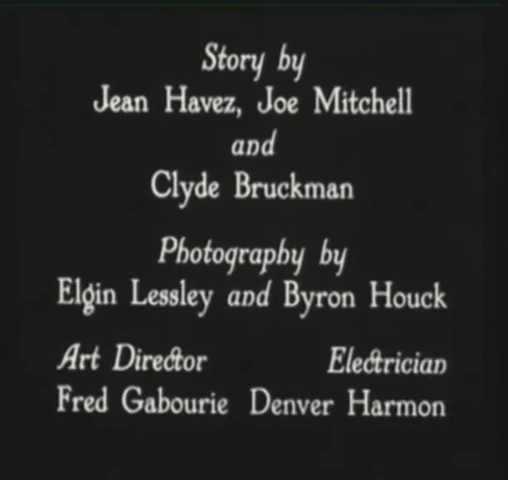 Story by
Jean Havez, Joe Mitchell
and
Clyde Bruckman
Photography by
Elgin Lessley and Byron Houck
Art Director Electrician
Fred Gabourie Denver Harmon